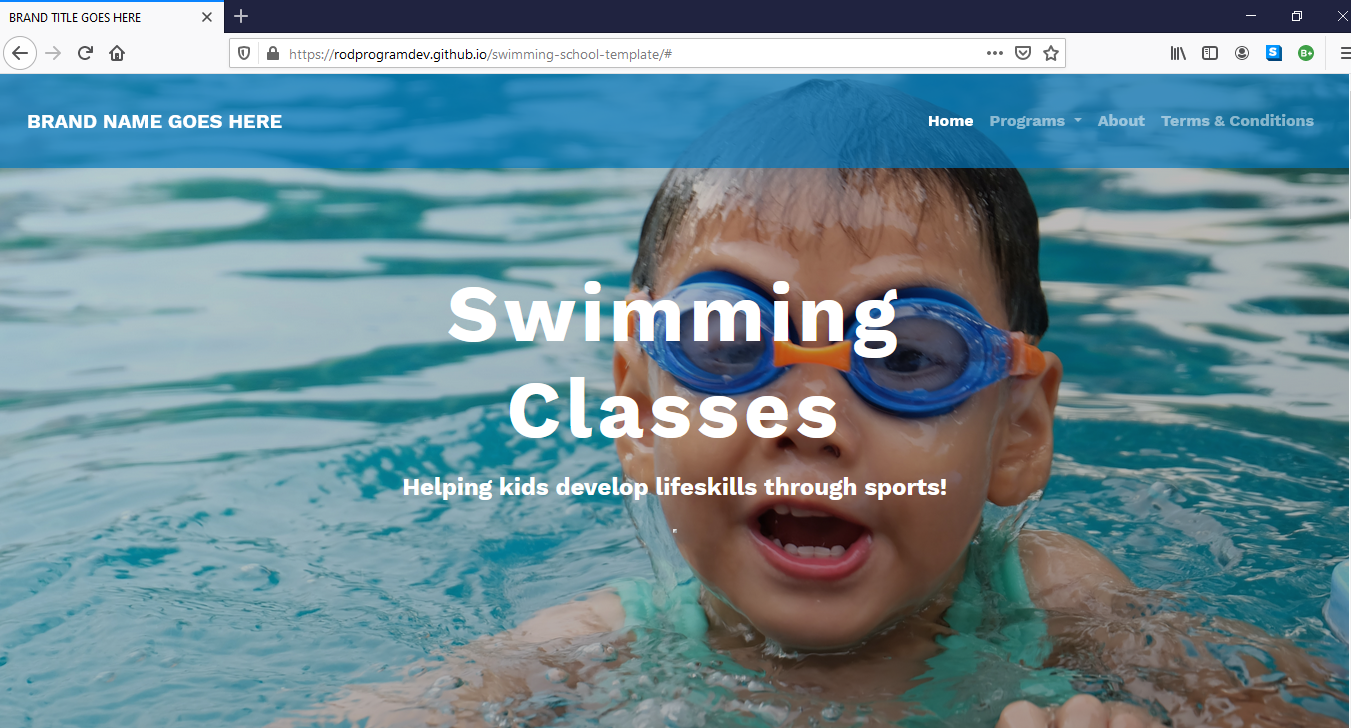 BRAND TITLE GOES HERE
https://rodprogramdev.github.io/swimming-school-template/#
S
B+
BRAND NAME GOES HERE
Home Programs About Terms & Conditions
Swimming
Classes
Helping kids develop lifeskills through sports!